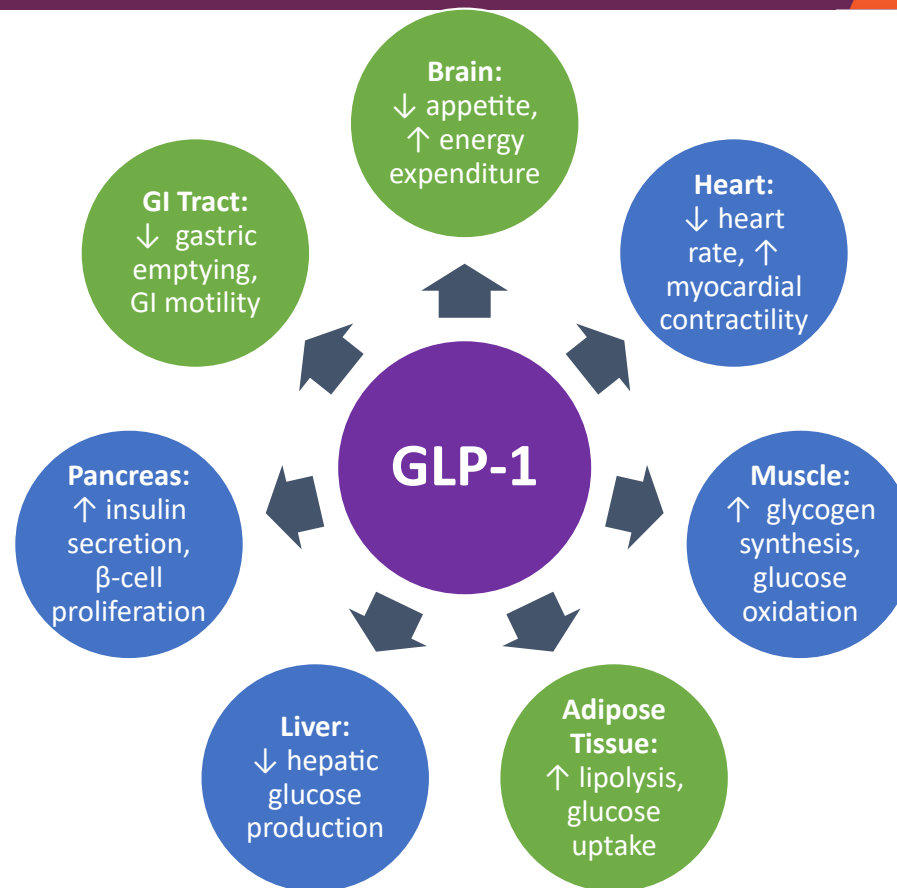 Brain:
↓ appetite,
↑ energy
expenditure
Heart:
↓ heart
rate, ↑
myocardial
contractility
Muscle:
↑ glycogen
synthesis,
glucose
oxidation
Adipose
Tissue:
↑ lipolysis,
glucose
uptake
Liver:
↓ hepatic
glucose
production
Pancreas:
↑ insulin
secretion,
β-cell
proliferation
GI Tract:
↓ gastric
emptying,
GI motility
GLP-1